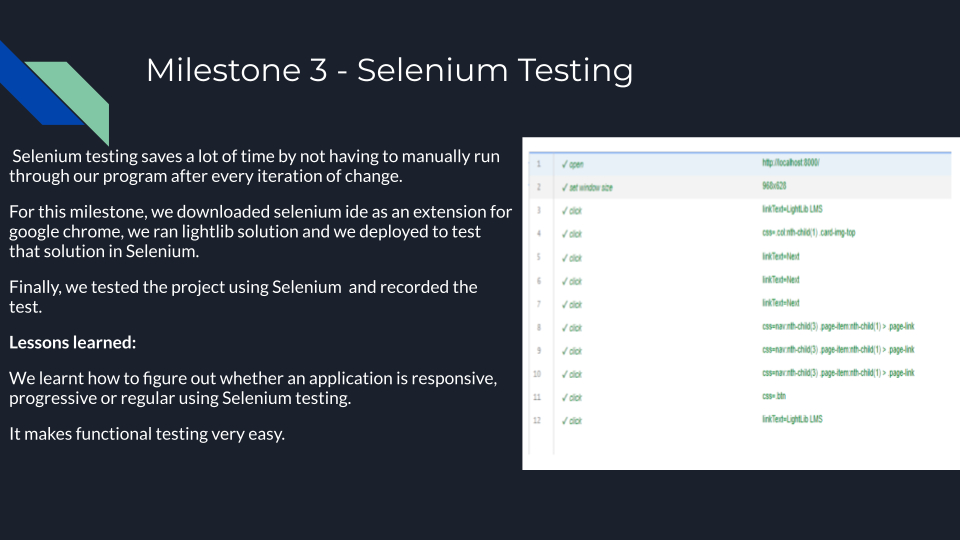 Milestone 3 - Selenium Testing
Selenium testing saves a lot of time by not having to manually run
through our program after every iteration of change.
For this milestone, we downloaded selenium ide as an extension for
google chrome, we ran lightlib solution and we deployed to test
that solution in Selenium.
Finally, we tested the project using Selenium  and recorded the
test.
Lessons learned:
We learnt how to figure out whether an application is responsive,
progressive or regular using Selenium testing.
It makes functional testing very easy.
1 ✓ open http://localhost:8000/
2 ✓ set window size 968x628
3 ✓ click linkText=LightLib LMS
4 ✓ click css=.col:nth-child(1) .card-img-top
5 ✓ click linkText=Next
6 ✓ click linkText=Next
7 ✓ click linkText=Next
8 ✓ click css=nav:nth-child(3) .page-item:nth-child(1) > .page-link
9 ✓ click css=nav:nth-child(3) .page-item:nth-child(1) > .page-link
10 ✓ click css=nav:nth-child(3) .page-item:nth-child(1) > .page-link
11 ✓ click css=.btn
12 ✓ click linkText=LightLib LMS